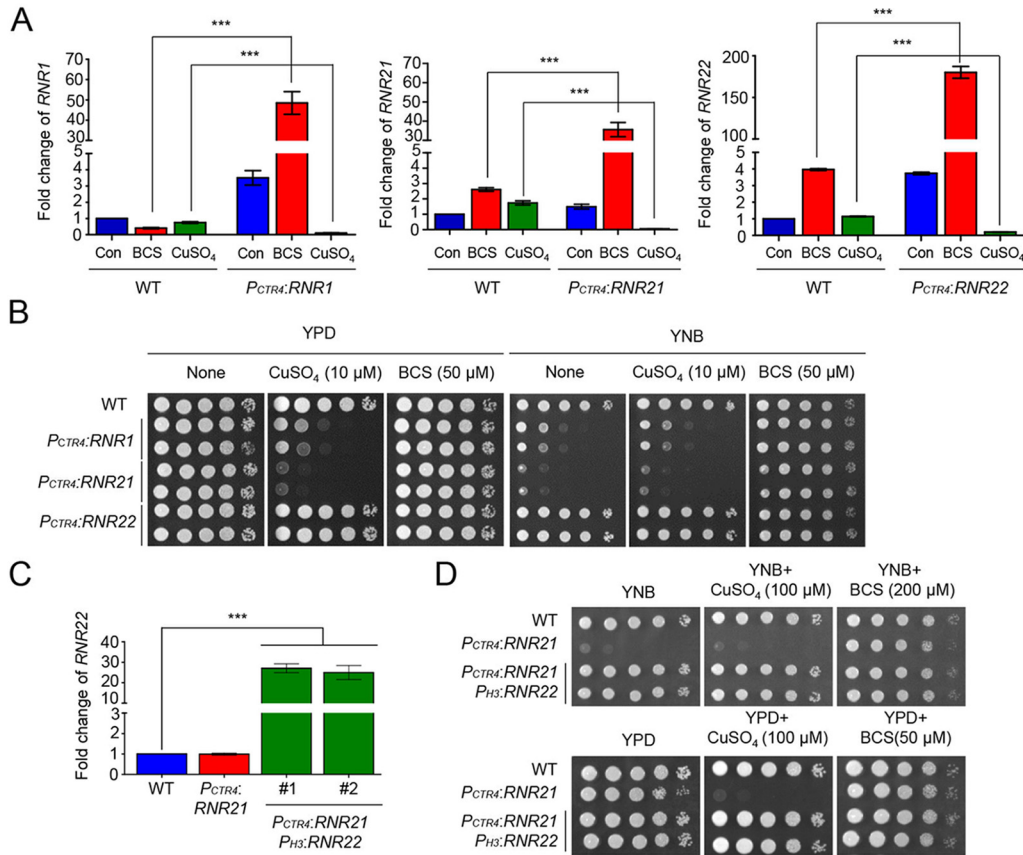 A
Fold change of RNR1
70
60
50
40
30
4
3
2
1
0
***
***
Con BCS CuSO₄ Con BCS CuSO₄
WT PCTR4:RNR1
Fold change of RNR21
70
60
50
40
30
5
4
3
2
1
0
***
***
Con BCS CuSO₄ Con BCS CuSO₄
WT PCTR4:RNR21
Fold change of RNR22
200
150
100
5
4
3
2
1
0
***
***
Con BCS CuSO₄ Con BCS CuSO₄
WT PCTR4:RNR22
B
YPD YNB
None CuSO₄ (10 µM) BCS (50 µM) None CuSO₄ (10 µM) BCS (50 µM)
WT
PCTR4:RNR1
PCTR4:RNR21
PCTR4:RNR22
C
Fold change of RNR22
40
30
20
10
3
2
1
0
***
WT PCTR4: #1 #2
RNR21
PCTR4:RNR21
PH3:RNR22
D
YNB YNB+ YNB+
CuSO₄ (100 µM) BCS (200 µM)
WT
PCTR4:RNR21
PCTR4:RNR21
PH3:RNR22
YPD YPD+ YPD+
CuSO₄ (100 µM) BCS(50 µM)
WT
PCTR4:RNR21
PCTR4:RNR21
PH3:RNR22